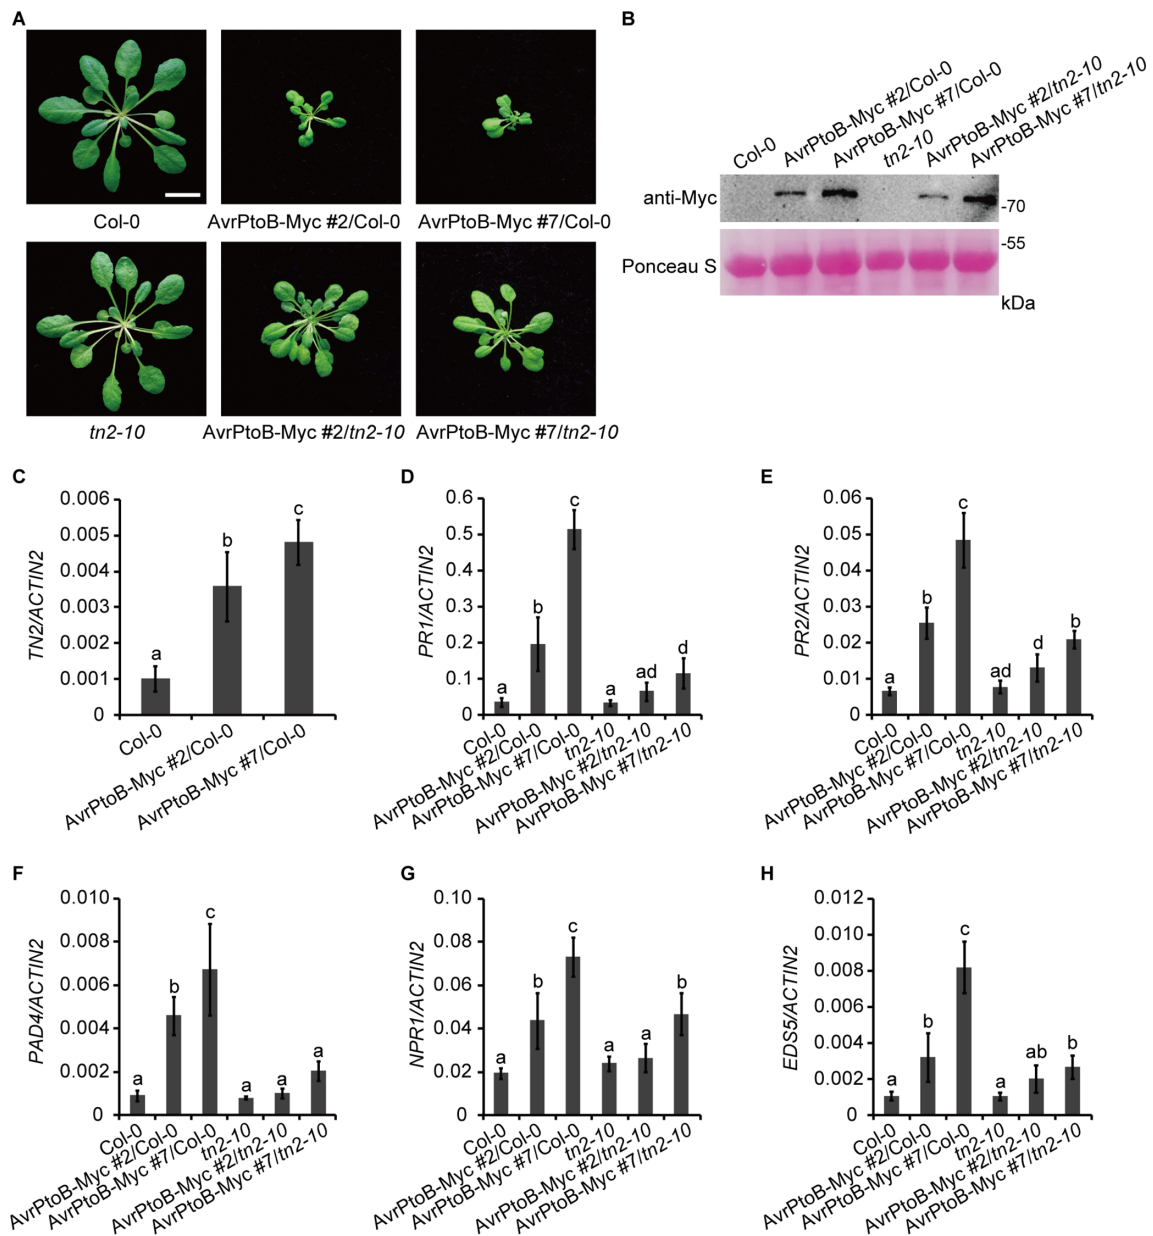 A
Col-0
AvrPtoB-Myc #2/Col-0
AvrPtoB-Myc #7/Col-0
tn2-10
AvrPtoB-Myc #2/tn2-10
AvrPtoB-Myc #7/tn2-10
B
Col-0
AvrPtoB-Myc #2/Col-0
AvrPtoB-Myc #7/Col-0
tn2-10
AvrPtoB-Myc #2/tn2-10
AvrPtoB-Myc #7/tn2-10
anti-Myc
-70
-55
Ponceau S
kDa
C
TN2/ACTIN2
0.006
0.005
0.004
0.003
0.002
0.001
0
a
b
c
Col-0
AvrPtoB-Myc #2/Col-0
AvrPtoB-Myc #7/Col-0
D
PR1/ACTIN2
0.6
0.5
0.4
0.3
0.2
0.1
0
a
b
c
a
ad
d
Col-0
AvrPtoB-Myc #2/Col-0
AvrPtoB-Myc #7/Col-0
tn2-10
AvrPtoB-Myc #2/tn2-10
AvrPtoB-Myc #7/tn2-10
E
PR2/ACTIN2
0.06
0.05
0.04
0.03
0.02
0.01
0
a
b
c
ad
d
b
Col-0
AvrPtoB-Myc #2/Col-0
AvrPtoB-Myc #7/Col-0
tn2-10
AvrPtoB-Myc #2/tn2-10
AvrPtoB-Myc #7/tn2-10
F
PAD4/ACTIN2
0.010
0.008
0.006
0.004
0.002
0
a
b
c
a
a
a
Col-0
AvrPtoB-Myc #2/Col-0
AvrPtoB-Myc #7/Col-0
tn2-10
AvrPtoB-Myc #2/tn2-10
AvrPtoB-Myc #7/tn2-10
G
NPR1/ACTIN2
0.10
0.08
0.06
0.04
0.02
0
a
b
c
a
a
b
Col-0
AvrPtoB-Myc #2/Col-0
AvrPtoB-Myc #7/Col-0
tn2-10
AvrPtoB-Myc #2/tn2-10
AvrPtoB-Myc #7/tn2-10
H
EDS5/ACTIN2
0.012
0.010
0.008
0.006
0.004
0.002
0
a
b
c
a
ab
b
Col-0
AvrPtoB-Myc #2/Col-0
AvrPtoB-Myc #7/Col-0
tn2-10
AvrPtoB-Myc #2/tn2-10
AvrPtoB-Myc #7/tn2-10